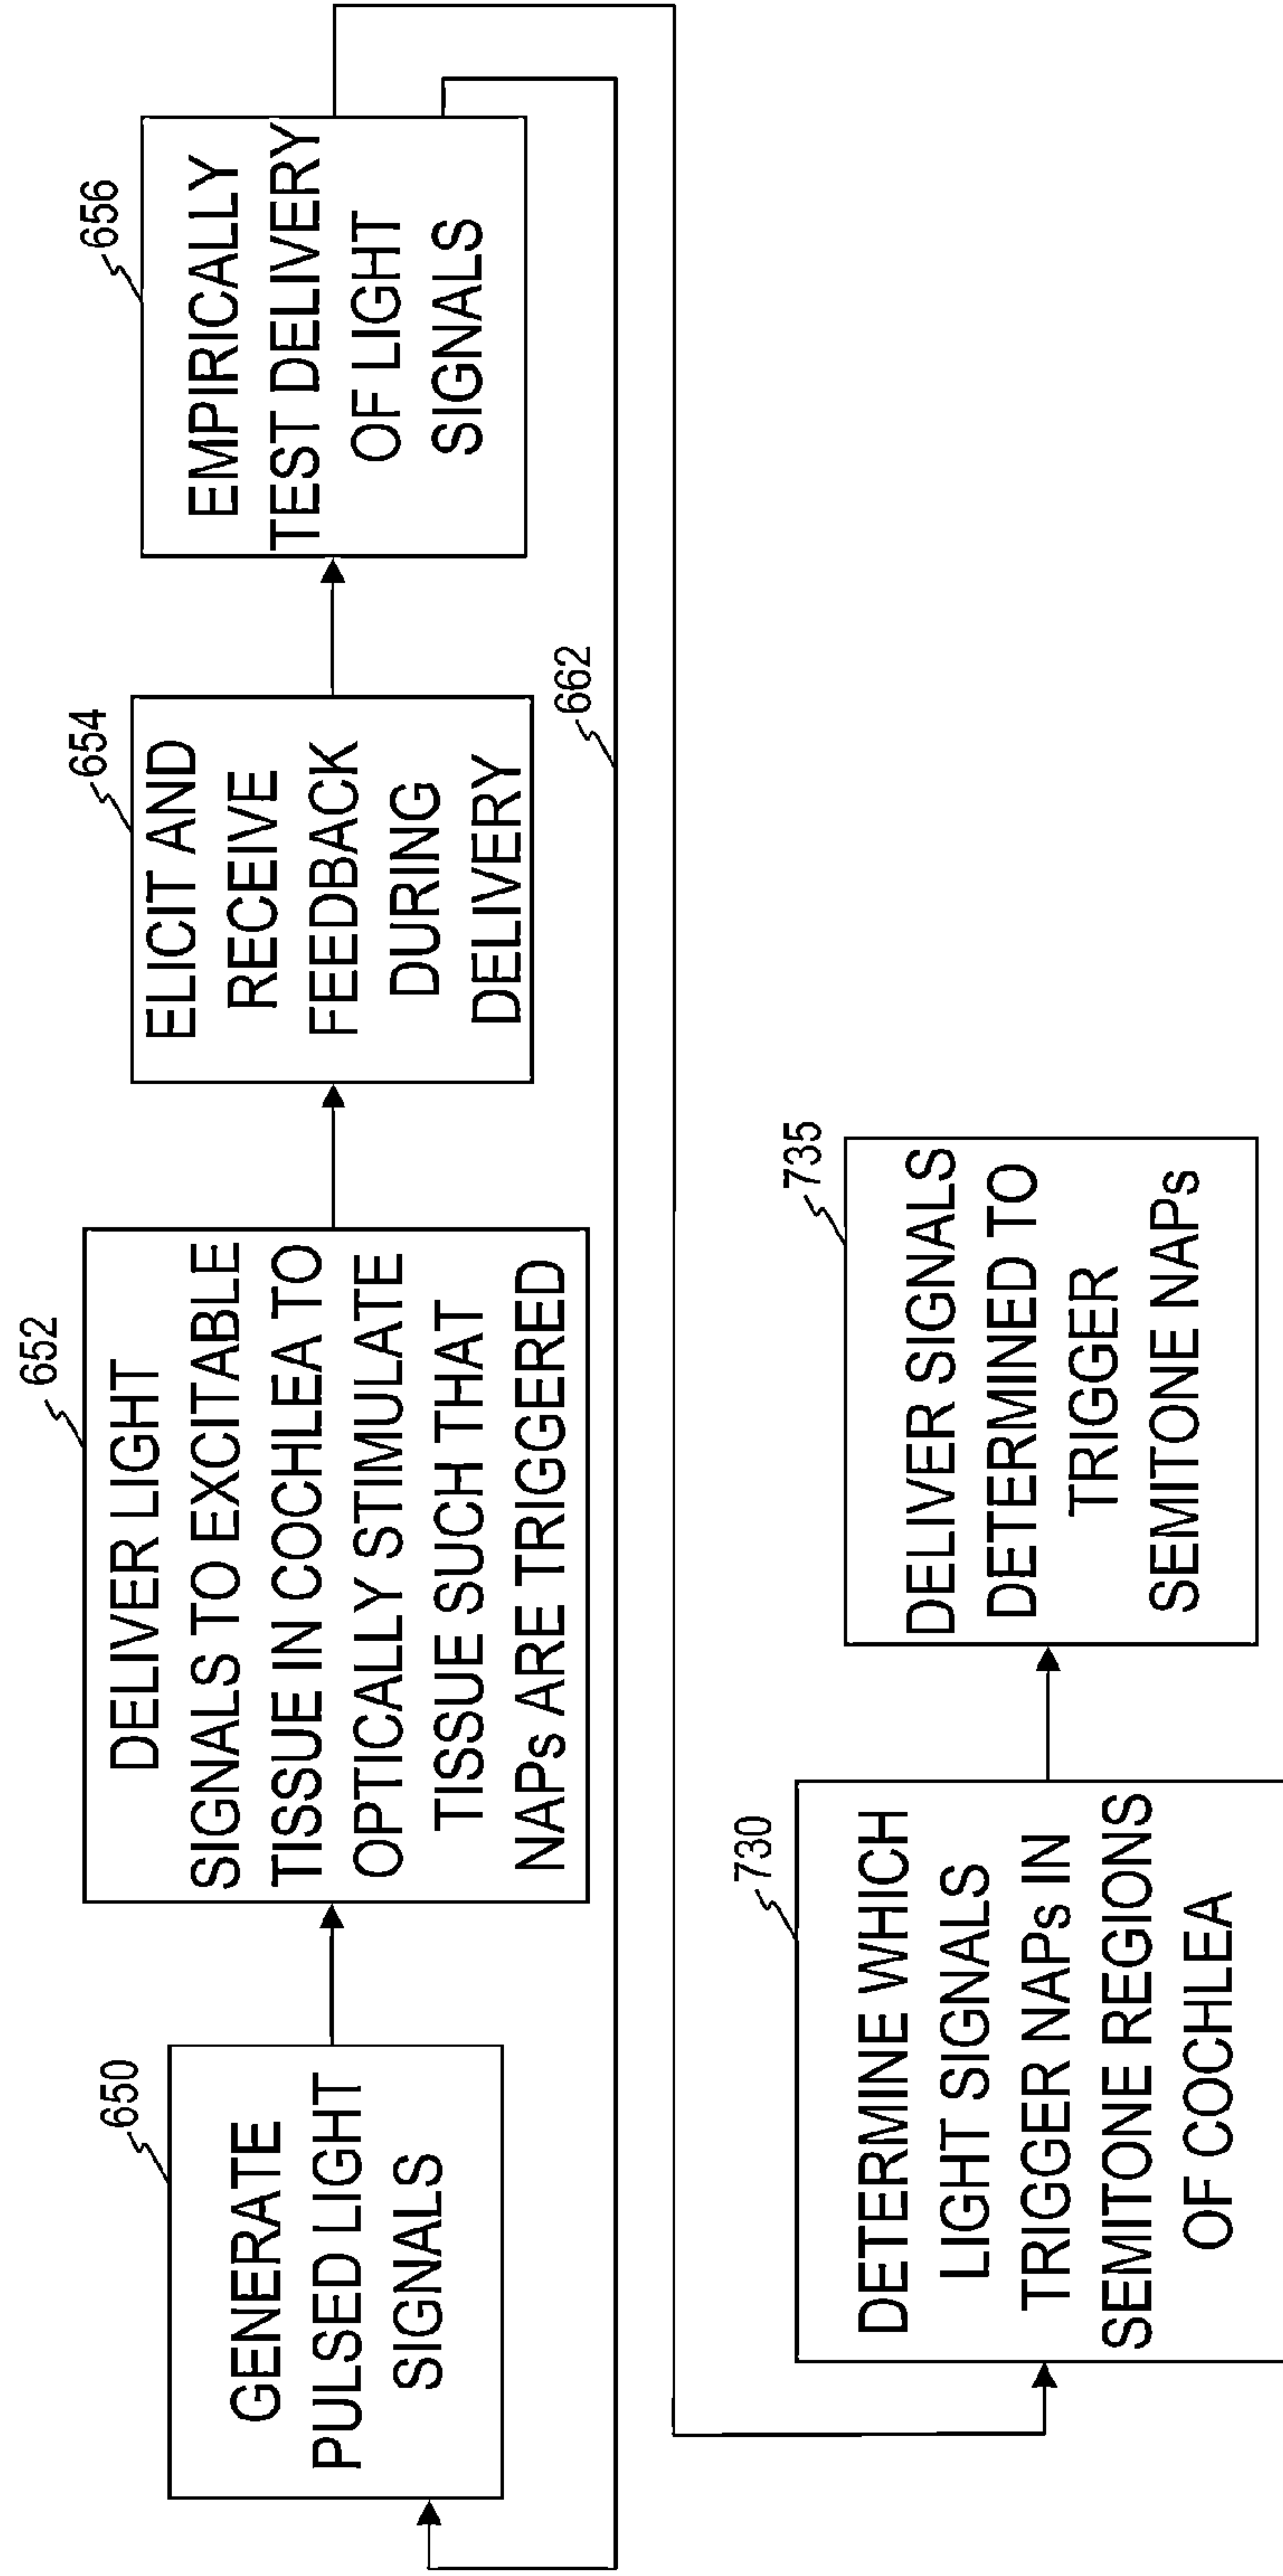 650
GENERATE
PULSED LIGHT
SIGNALS
652
DELIVER LIGHT
SIGNALS TO EXCITABLE
TISSUE IN COCHLEA TO
OPTICALLY STIMULATE
TISSUE SUCH THAT
NAPs ARE TRIGGERED
654
ELICIT AND
RECEIVE
FEEDBACK
DURING
DELIVERY
656
EMPIRICALLY
TEST DELIVERY
OF LIGHT
SIGNALS
662
730
DETERMINE WHICH
LIGHT SIGNALS
TRIGGER NAPs IN
SEMITONE REGIONS
OF COCHLEA
735
DELIVER SIGNALS
DETERMINED TO
TRIGGER
SEMITONE NAPs